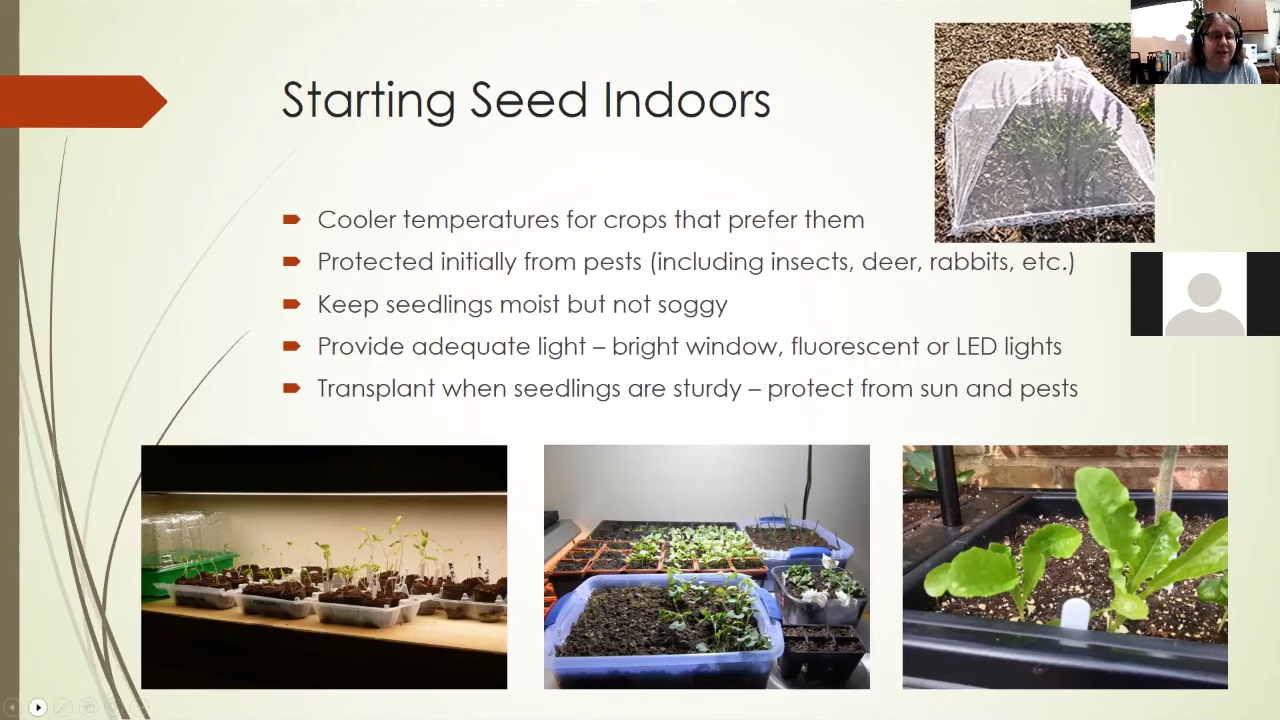 Starting Seed Indoors
Cooler temperatures for crops that prefer them
Protected initially from pests (including insects, deer, rabbits, etc.)
Keep seedlings moist but not soggy
Provide adequate light – bright window, fluorescent or LED lights
Transplant when seedlings are sturdy – protect from sun and pests